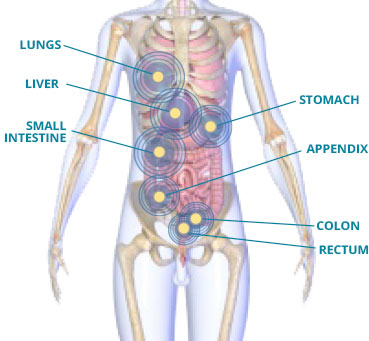 LUNGS
LIVER
STOMACH
SMALL
INTESTINE
APPENDIX
COLON
RECTUM